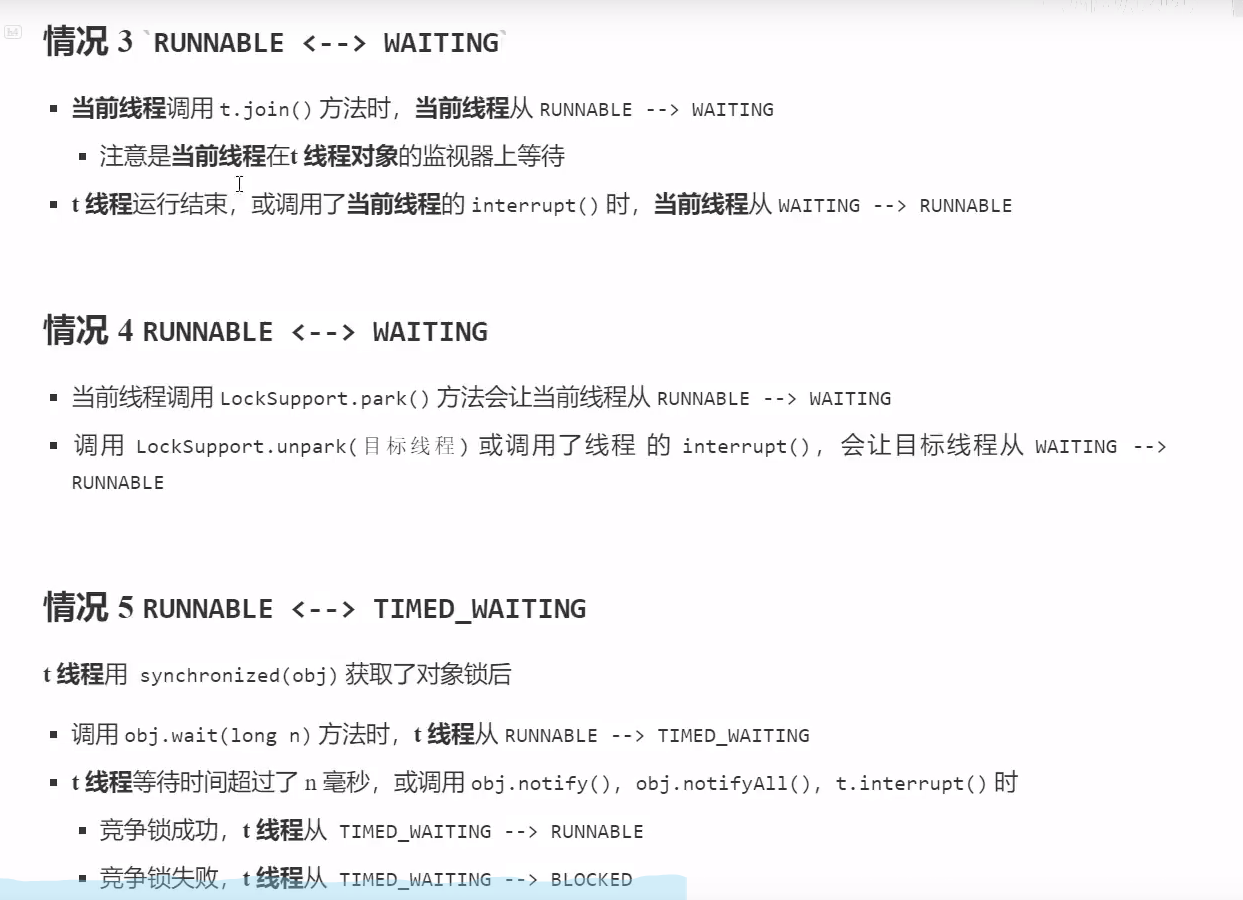 情况 3 `RUNNABLE <--> WAITING`
当前线程调用 t.join() 方法时，当前线程从 RUNNABLE --> WAITING
注意是当前线程在t 线程对象的监视器上等待
t 线程运行结束，或调用了当前线程的 interrupt() 时，当前线程从 WAITING --> RUNNABLE
情况 4 RUNNABLE <--> WAITING
当前线程调用 LockSupport.park() 方法会让当前线程从 RUNNABLE --> WAITING
调用 LockSupport.unpark(目标线程) 或调用了线程 的 interrupt() ，会让目标线程从 WAITING -->
RUNNABLE
情况 5 RUNNABLE <--> TIMED_WAITING
t 线程用 synchronized(obj) 获取了对象锁后
调用 obj.wait(long n) 方法时，t 线程从 RUNNABLE --> TIMED_WAITING
t 线程等待时间超过了 n 毫秒，或调用 obj.notify() ，obj.notifyAll() ，t.interrupt() 时
竞争锁成功，t 线程从 TIMED_WAITING --> RUNNABLE
竞争锁失败，t 线程从 TIMED_WAITING --> BLOCKED